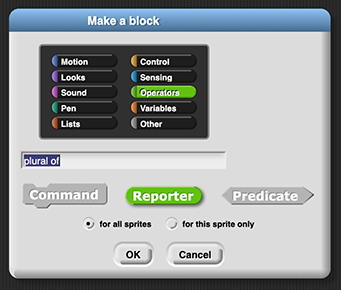 Make a block
Motion Control
Looks Sensing
Sound Operators
Pen Variables
Lists Other
plural of
Command Reporter Predicate
for all sprites for this sprite only
OK Cancel